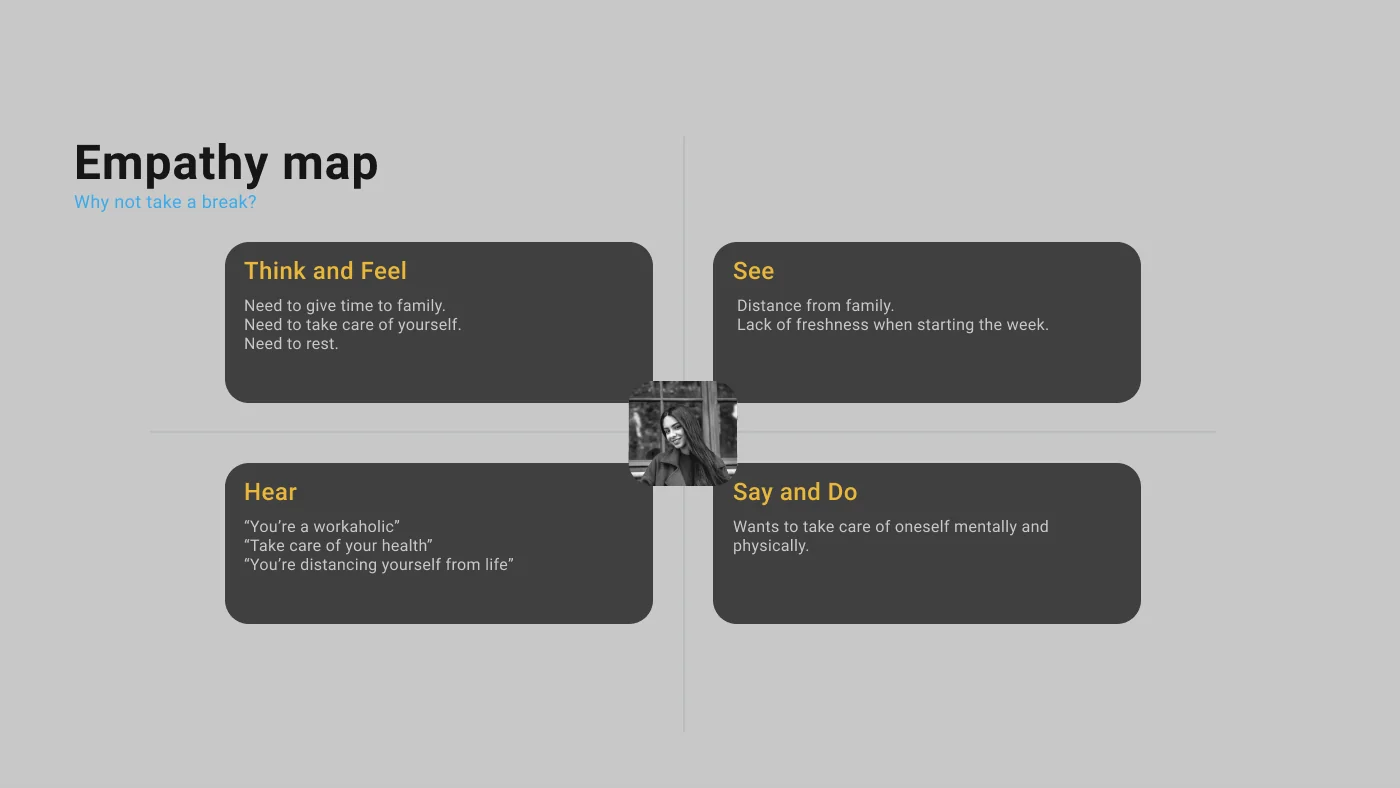 Empathy map
Why not take a break?
Think and Feel
Need to give time to family.
Need to take care of yourself.
Need to rest.
See
Distance from family.
Lack of freshness when starting the week.
Hear
“You’re a workaholic”
“Take care of your health”
“You’re distancing yourself from life”
Say and Do
Wants to take care of oneself mentally and
physically.